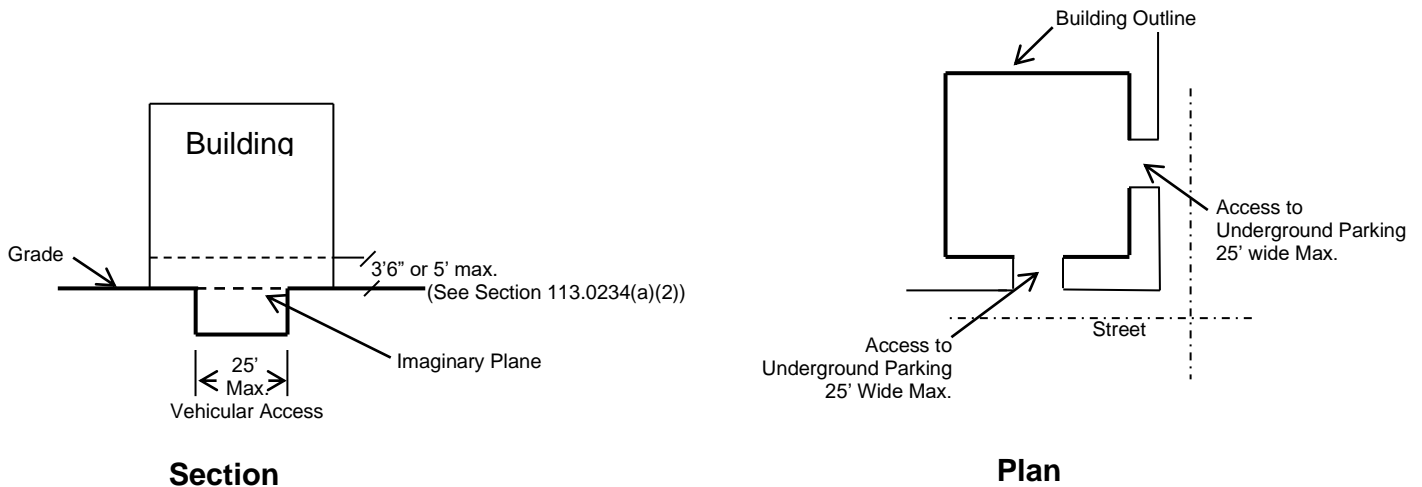 Building
Grade
3’6” or 5’ max.
(See Section 113.0234(a)(2))
Imaginary Plane
25’
Max.
Vehicular Access
Section
Building Outline
Access to
Underground Parking
25’ wide Max.
Street
Access to
Underground Parking
25’ Wide Max.
Plan